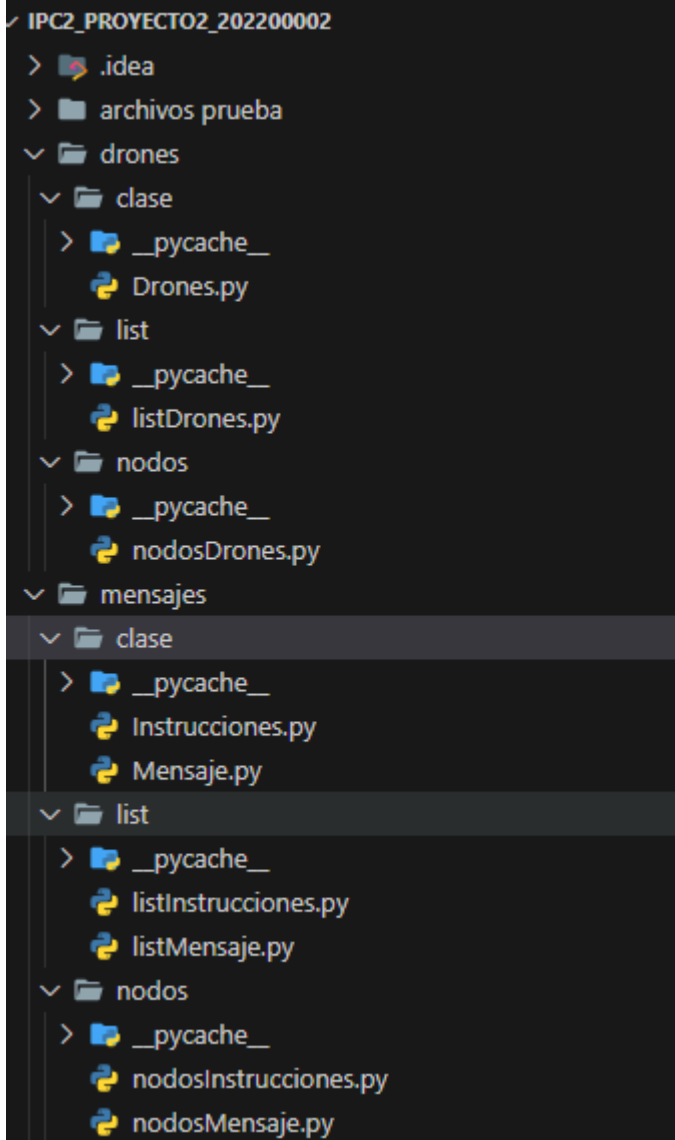 IPC2_PROYECTO2_202200002
.idea
archivos prueba
drones
clase
__pycache__
Drones.py
list
__pycache__
listDrones.py
nodos
__pycache__
nodosDrones.py
mensajes
clase
__pycache__
Instrucciones.py
Mensaje.py
list
__pycache__
listInstrucciones.py
listMensaje.py
nodos
__pycache__
nodosInstrucciones.py
nodosMensaje.py